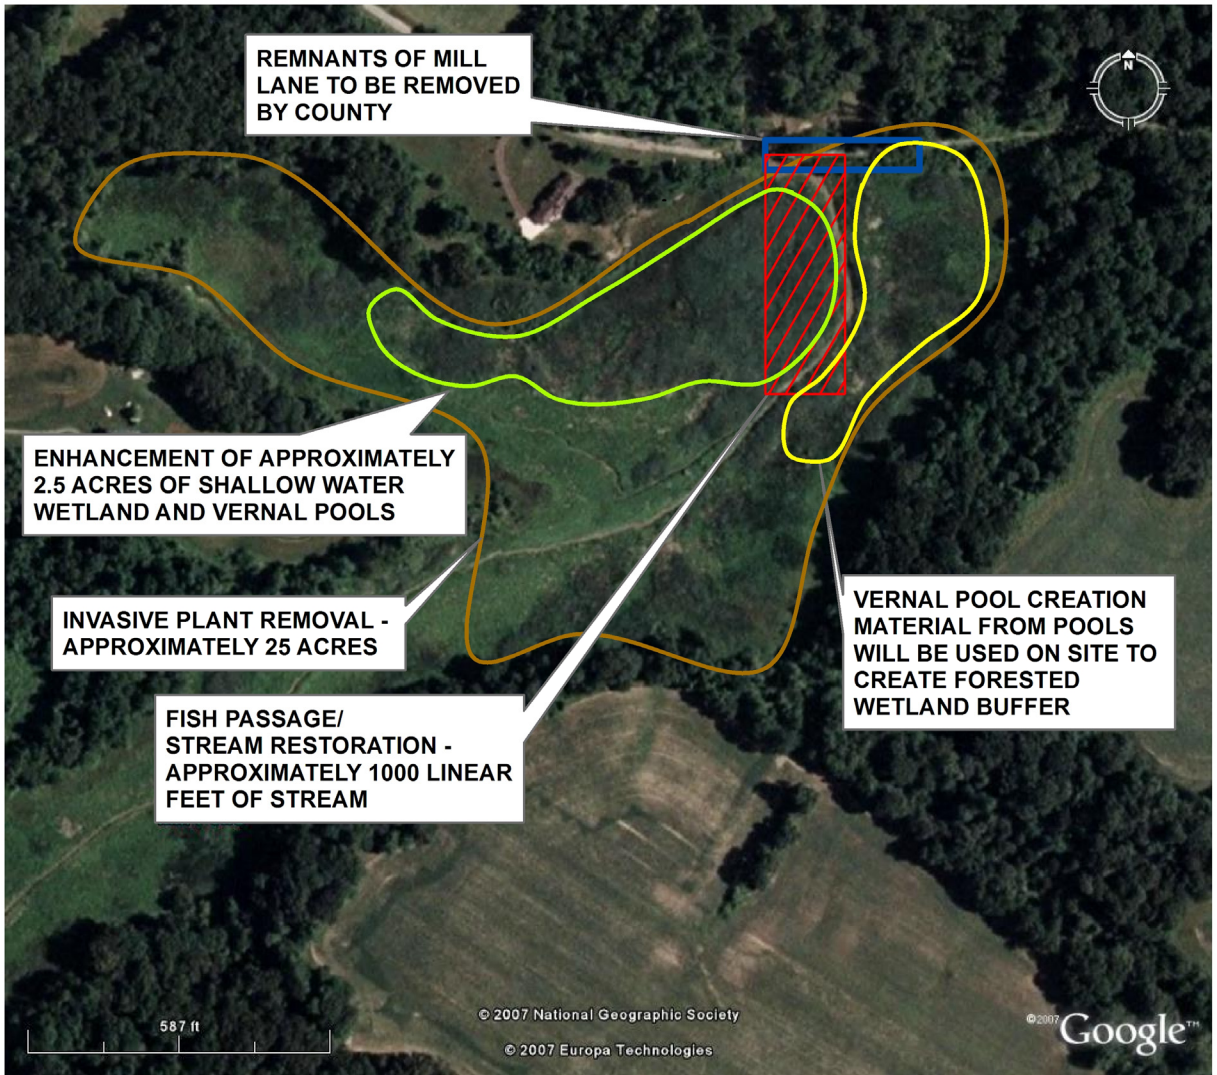 REMNANTS OF MILL
LANE TO BE REMOVED
BY COUNTY
N
ENHANCEMENT OF APPROXIMATELY
2.5 ACRES OF SHALLOW WATER
WETLAND AND VERNAL POOLS
INVASIVE PLANT REMOVAL -
APPROXIMATELY 25 ACRES
VERNAL POOL CREATION
MATERIAL FROM POOLS
WILL BE USED ON SITE TO
CREATE FORESTED
WETLAND BUFFER
FISH PASSAGE/
STREAM RESTORATION -
APPROXIMATELY 1000 LINEAR
FEET OF STREAM
587 ft
© 2007 National Geographic Society
© 2007 Europa Technologies
©2007 Google™